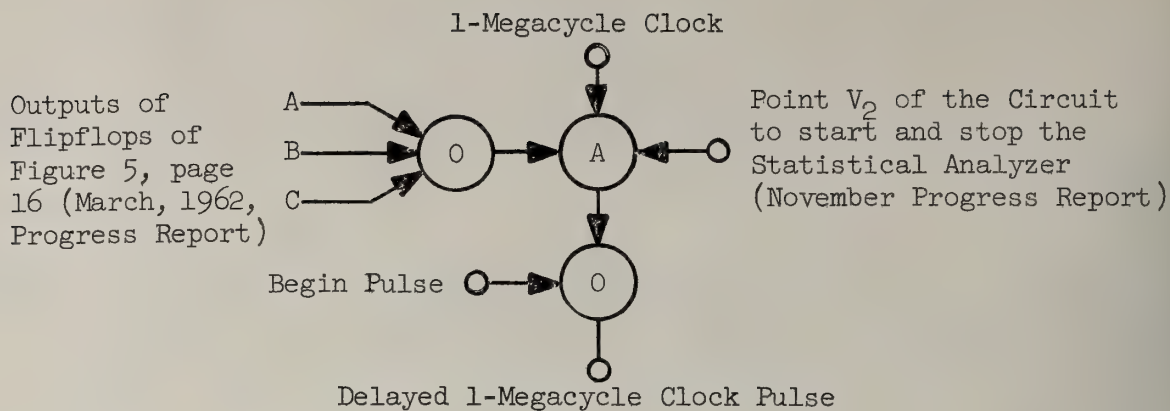 1-Megacycle Clock
Outputs of
Flipflops of
Figure 5, page
16 (March, 1962,
Progress Report)
A
B
C
O
A
Point V2 of the Circuit
to start and stop the
Statistical Analyzer
(November Progress Report)
Begin Pulse
O
Delayed 1-Megacycle Clock Pulse